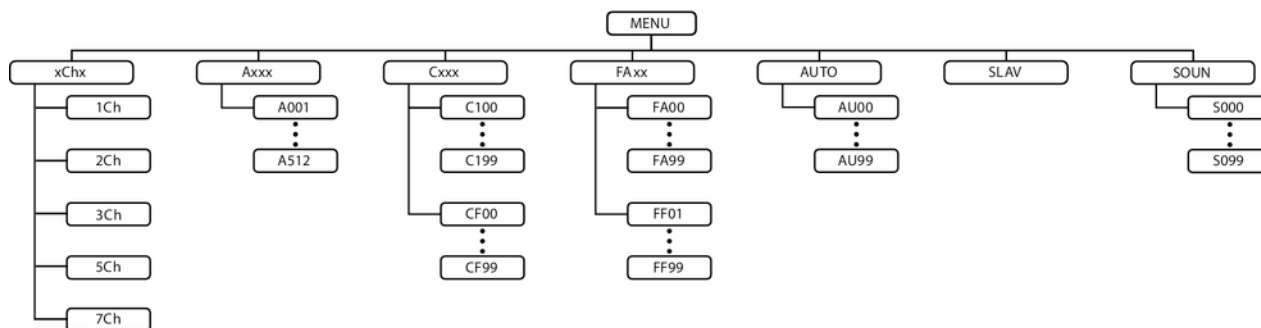 MENU
xChx Axxx Cxxx FAxx AUTO SLAV SOUN
1Ch A001 C100 FA00 AU00 S000
2Ch A512 C199 FA99 AU99 S099
3Ch CF00 FF01
5Ch CF99 FF99
7Ch